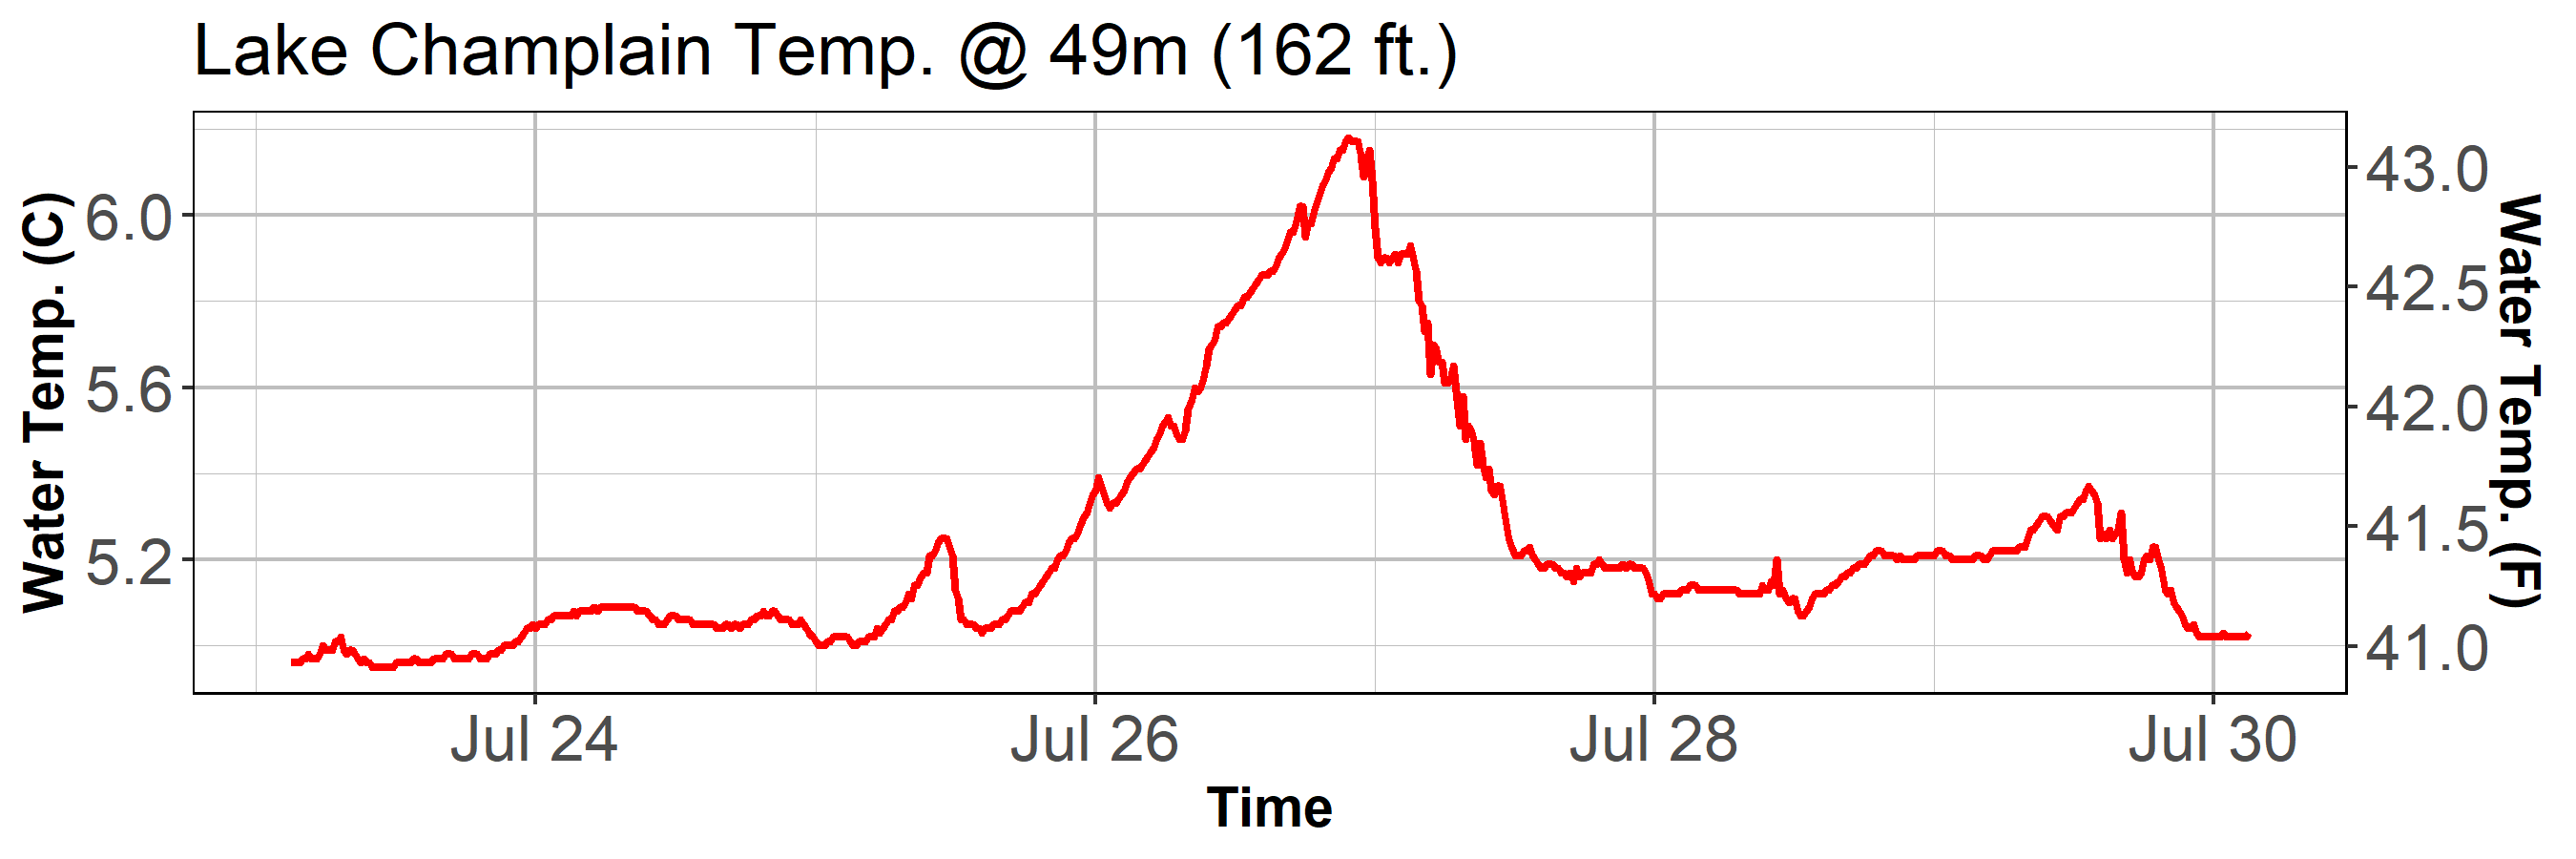 Lake Champlain Temp. @ 49m (162 ft.)
Water Temp. (C)
6.0
5.6
5.2
43.0
42.5
42.0
41.5
41.0
Water Temp. (F)
Jul 24
Jul 26
Jul 28
Jul 30
Time